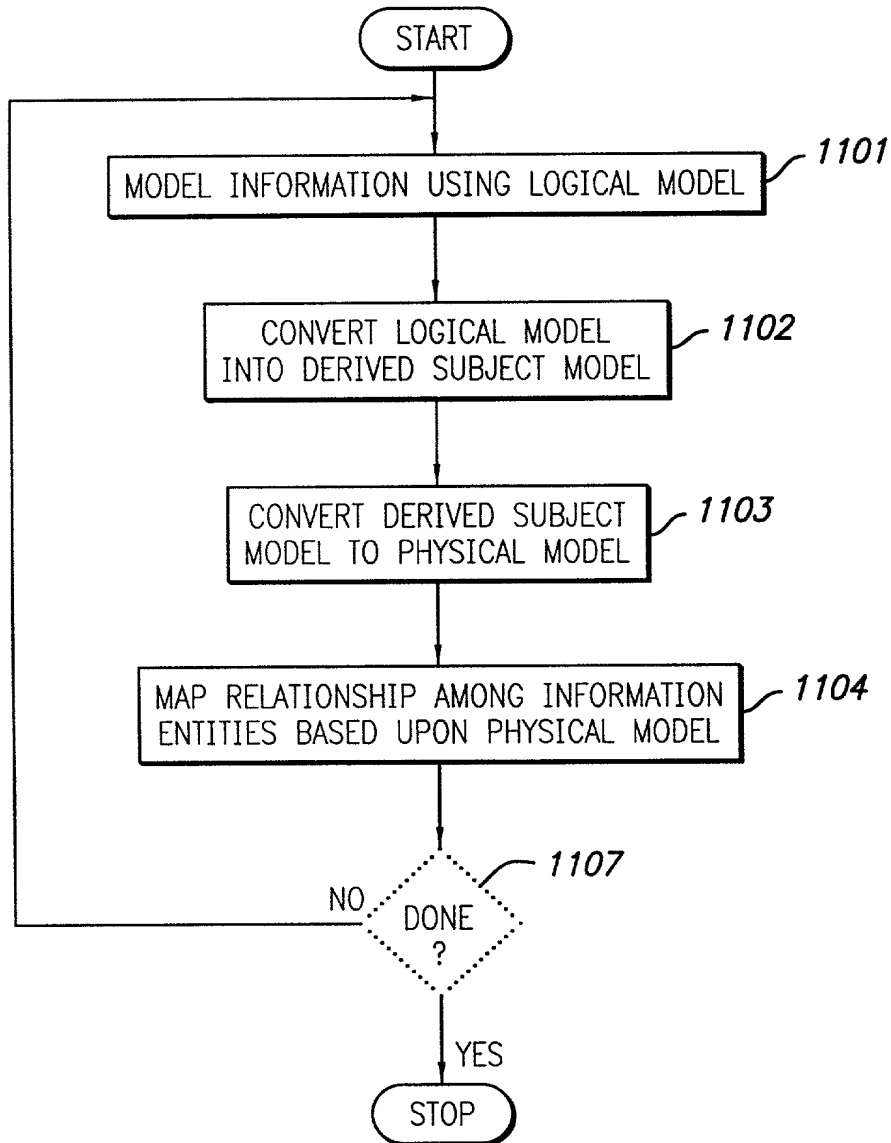 START
MODEL INFORMATION USING LOGICAL MODEL
1101
CONVERT LOGICAL MODEL
INTO DERIVED SUBJECT MODEL
1102
CONVERT DERIVED SUBJECT
MODEL TO PHYSICAL MODEL
1103
MAP RELATIONSHIP AMONG INFORMATION
ENTITIES BASED UPON PHYSICAL MODEL
1104
DONE
?
1107
NO
YES
STOP